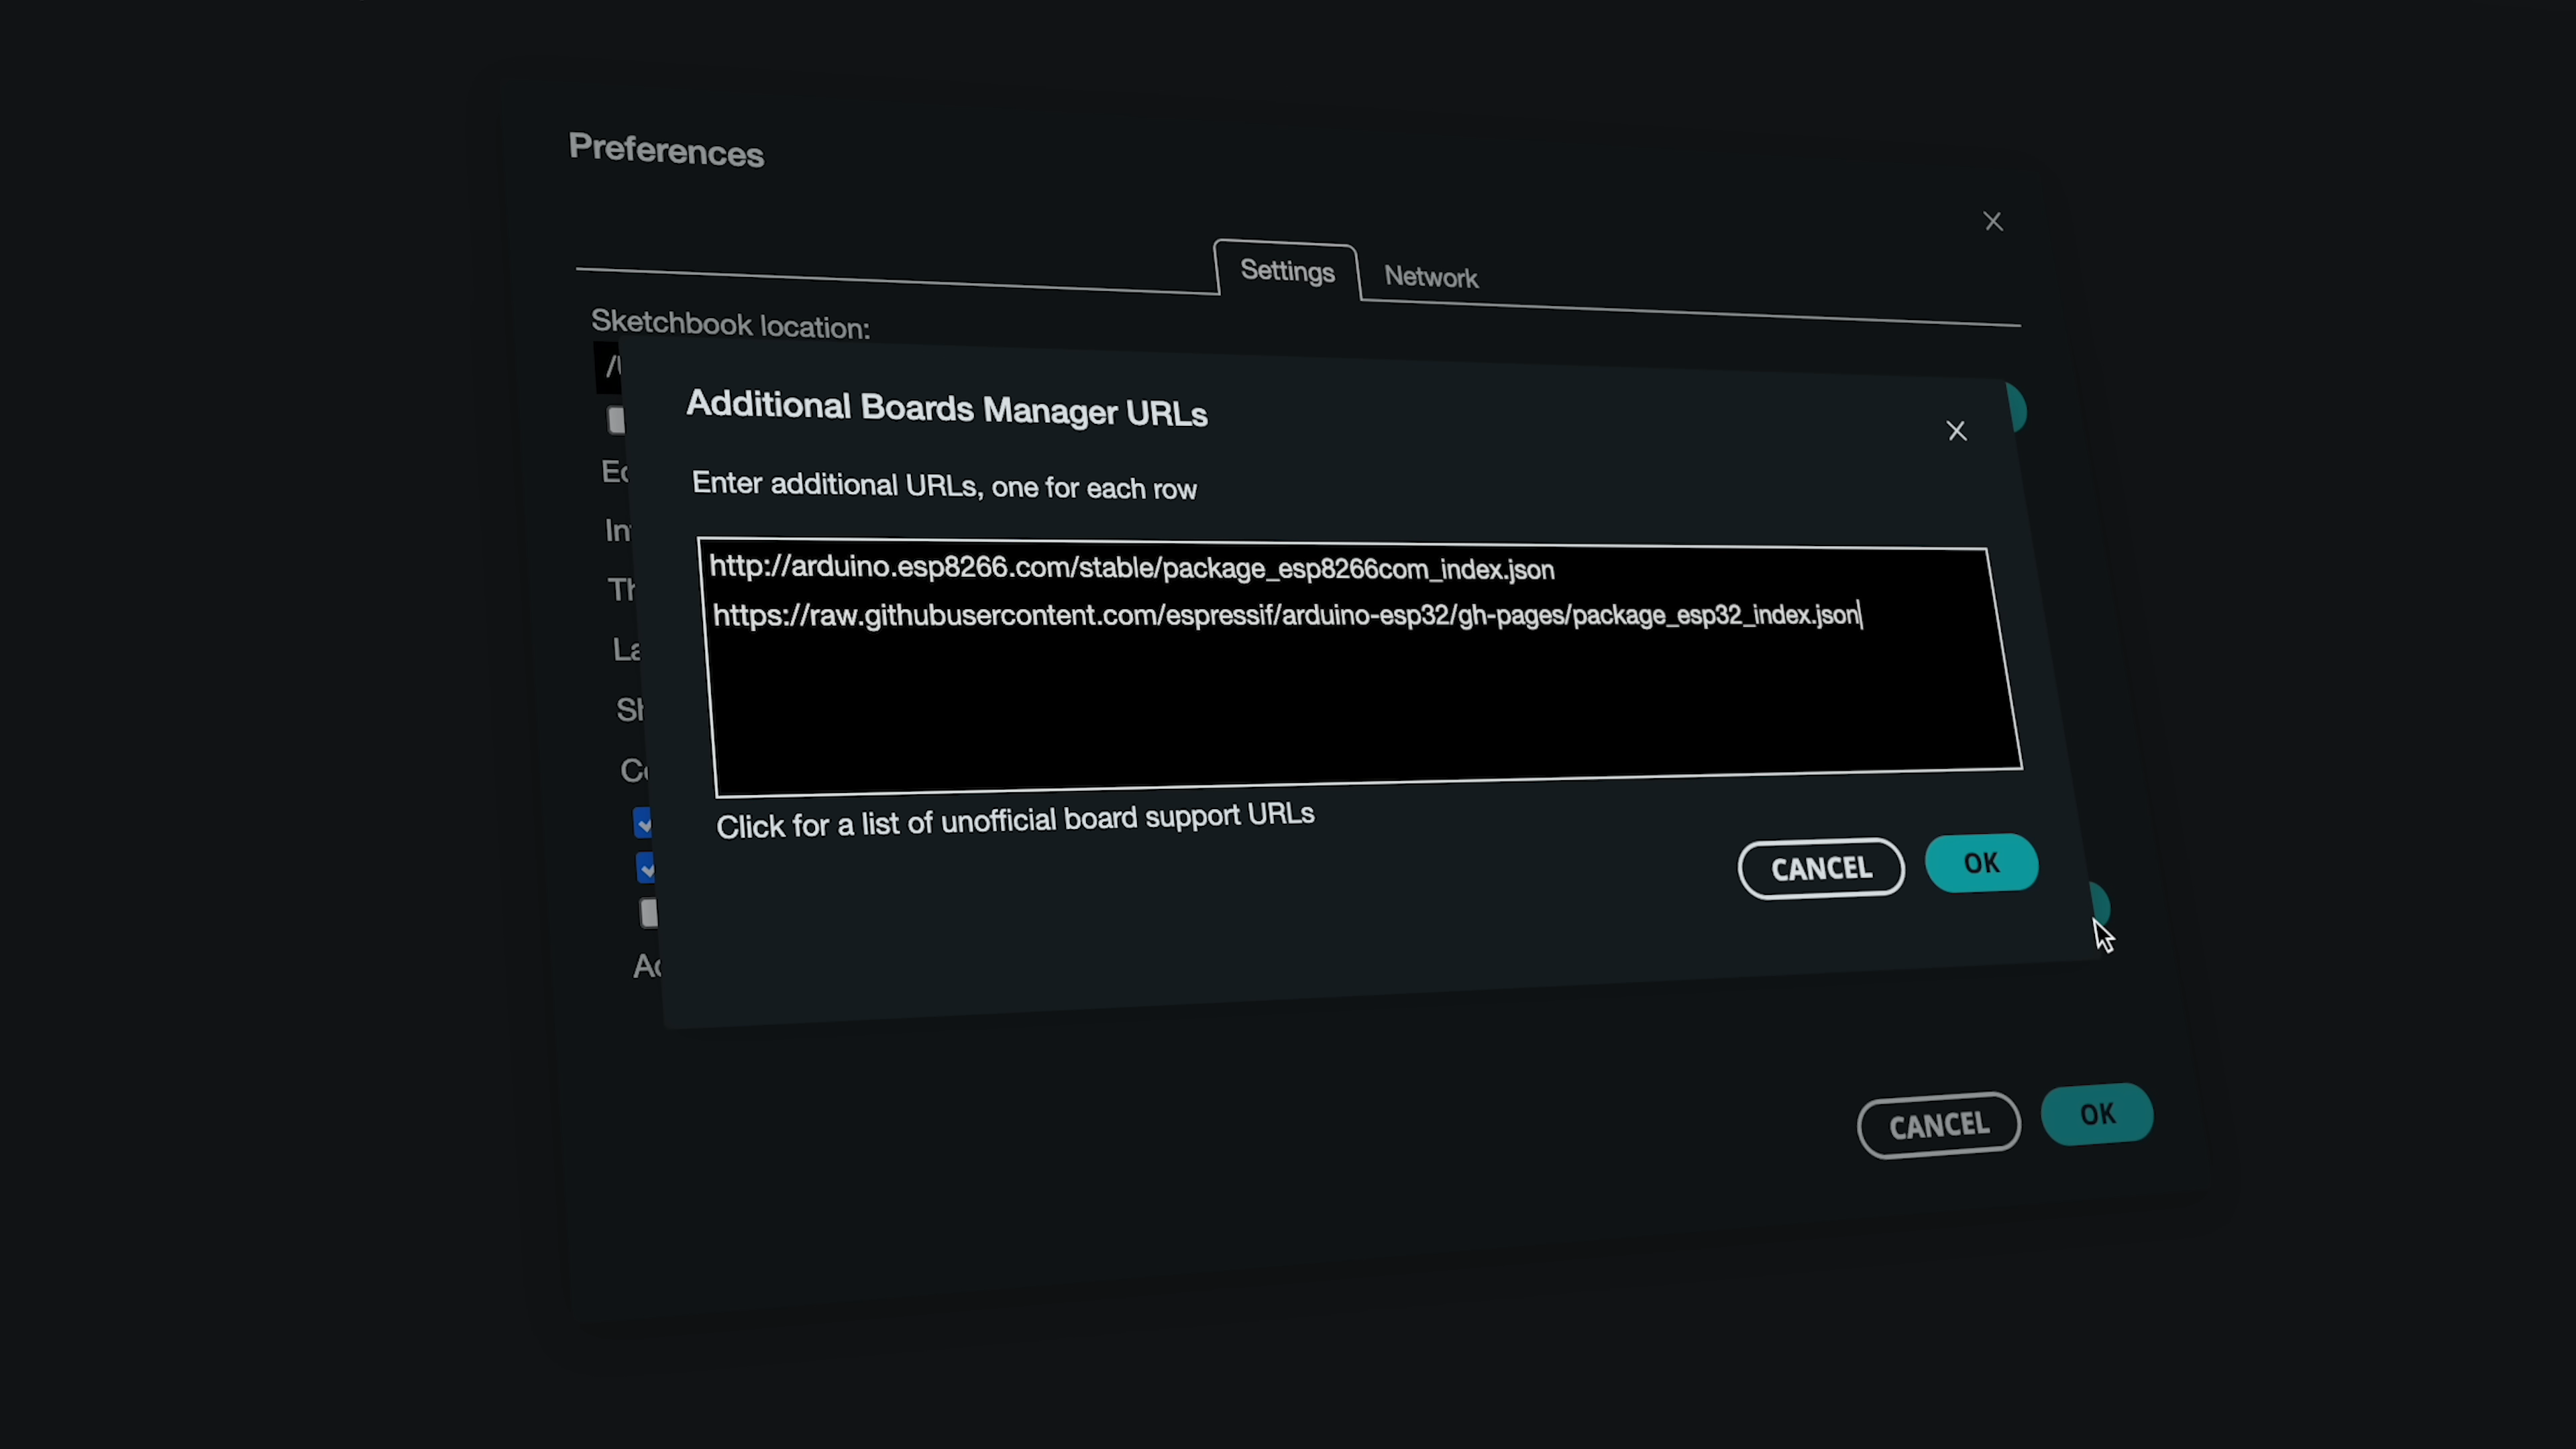 Preferences
Settings
Network
Sketchbook location:
Additional Boards Manager URLs
Enter additional URLs, one for each row
http://arduino.esp8266.com/stable/package_esp8266com_index.json
https://raw.githubusercontent.com/espressif/arduino-esp32/gh-pages/package_esp32_index.json
Click for a list of unofficial board support URLs
CANCEL
OK
CANCEL
OK